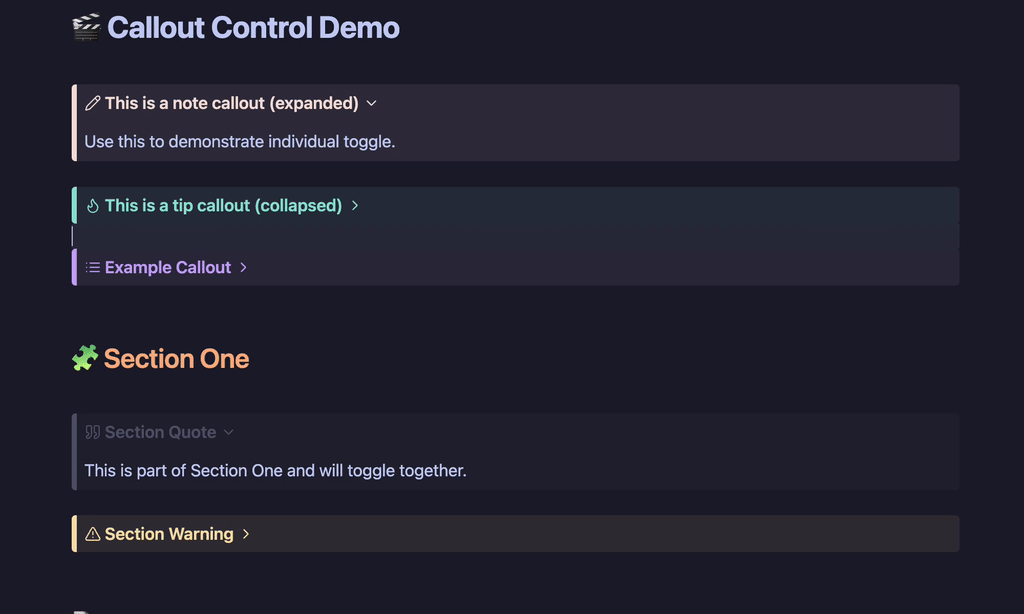 🎬 Callout Control Demo
This is a note callout (expanded)
Use this to demonstrate individual toggle.
This is a tip callout (collapsed)
Example Callout
🧩 Section One
Section Quote
This is part of Section One and will toggle together.
Section Warning